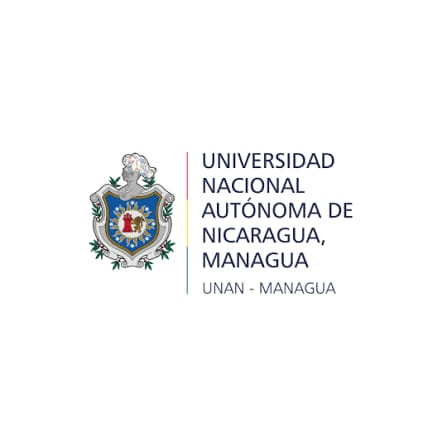 UNIVERSIDAD
NACIONAL
AUTÓNOMA DE
NICARAGUA,
MANAGUA
UNAN - MANAGUA